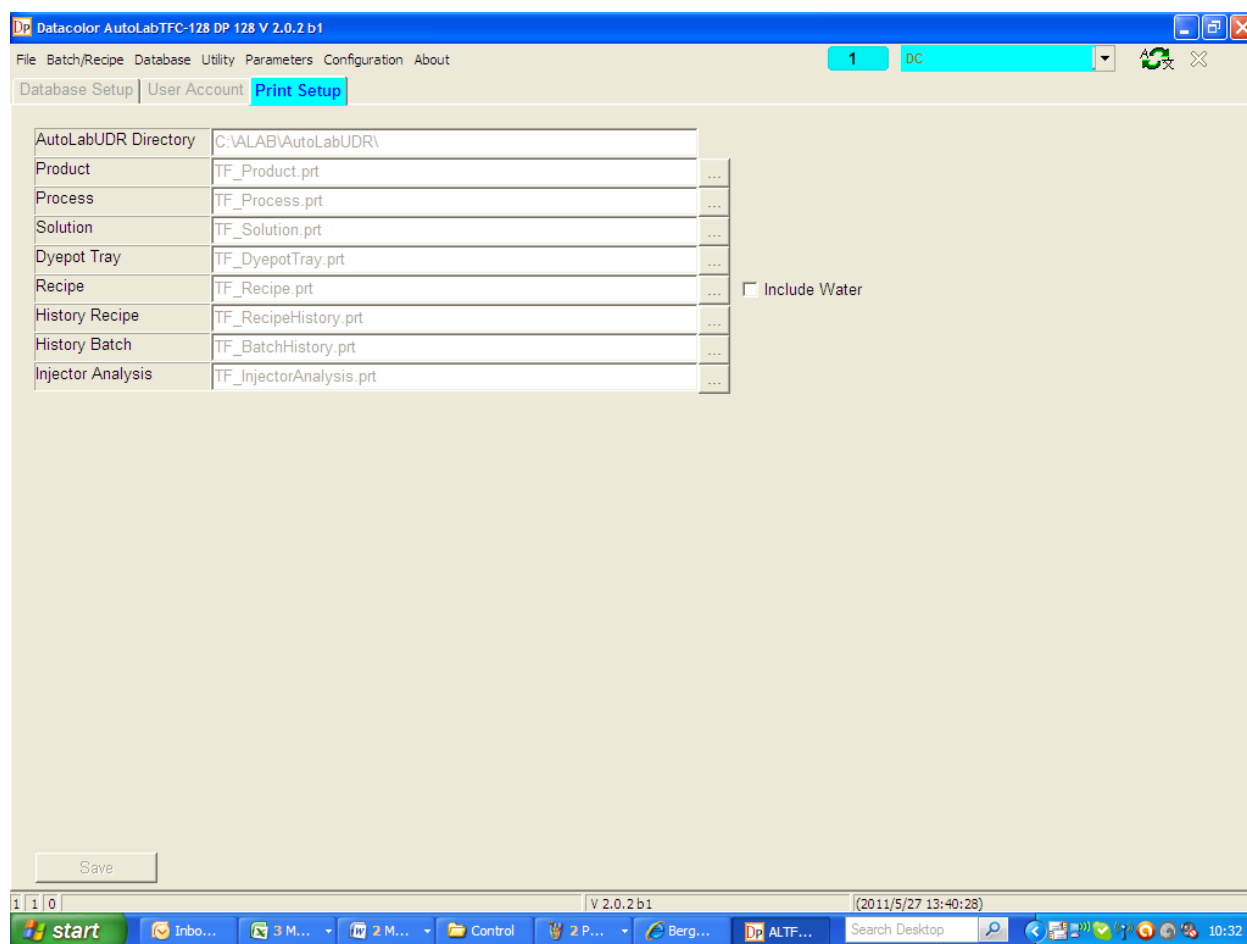 Dp Datacolor AutoLabTFC-128 DP 128 V 2.0.2 b1
File Batch/Recipe Database Utility Parameters Configuration About 1 DC
Database Setup User Account Print Setup
AutoLabUDR Directory C:\ALAB\AutoLabUDR\
Product TF_Product.prt ...
Process TF_Process.prt ...
Solution TF_Solution.prt ...
Dyepot Tray TF_DyepotTray.prt ...
Recipe TF_Recipe.prt ... Include Water
History Recipe TF_RecipeHistory.prt ...
History Batch TF_BatchHistory.prt ...
Injector Analysis TF_InjectorAnalysis.prt ...
Save
1 1 0 V 2.0.2 b1 (2011/5/27 13:40:28)
start Inbo... 3 M... 2 M... Control 2 P... Berg... Dp ALTF... Search Desktop 10:32